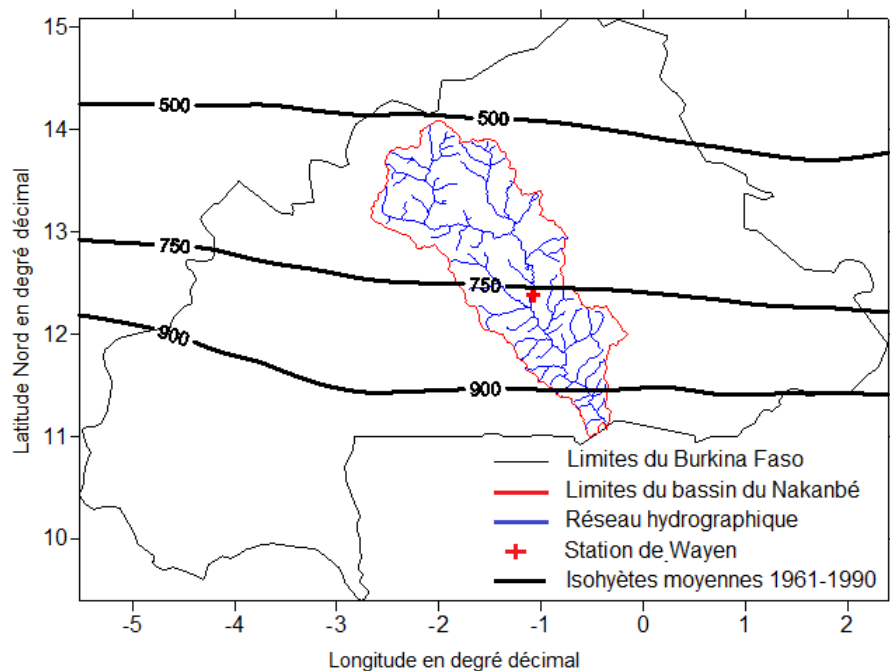 15
14
13
12
11
10
Latitude Nord en degré décimal
500
500
750
750
900
900
Limites du Burkina Faso
Limites du bassin du Nakanbé
Réseau hydrographique
Station de Wayen
Isohyètes moyennes 1961-1990
-5 -4 -3 -2 -1 0 1 2
Longitude en degré décimal